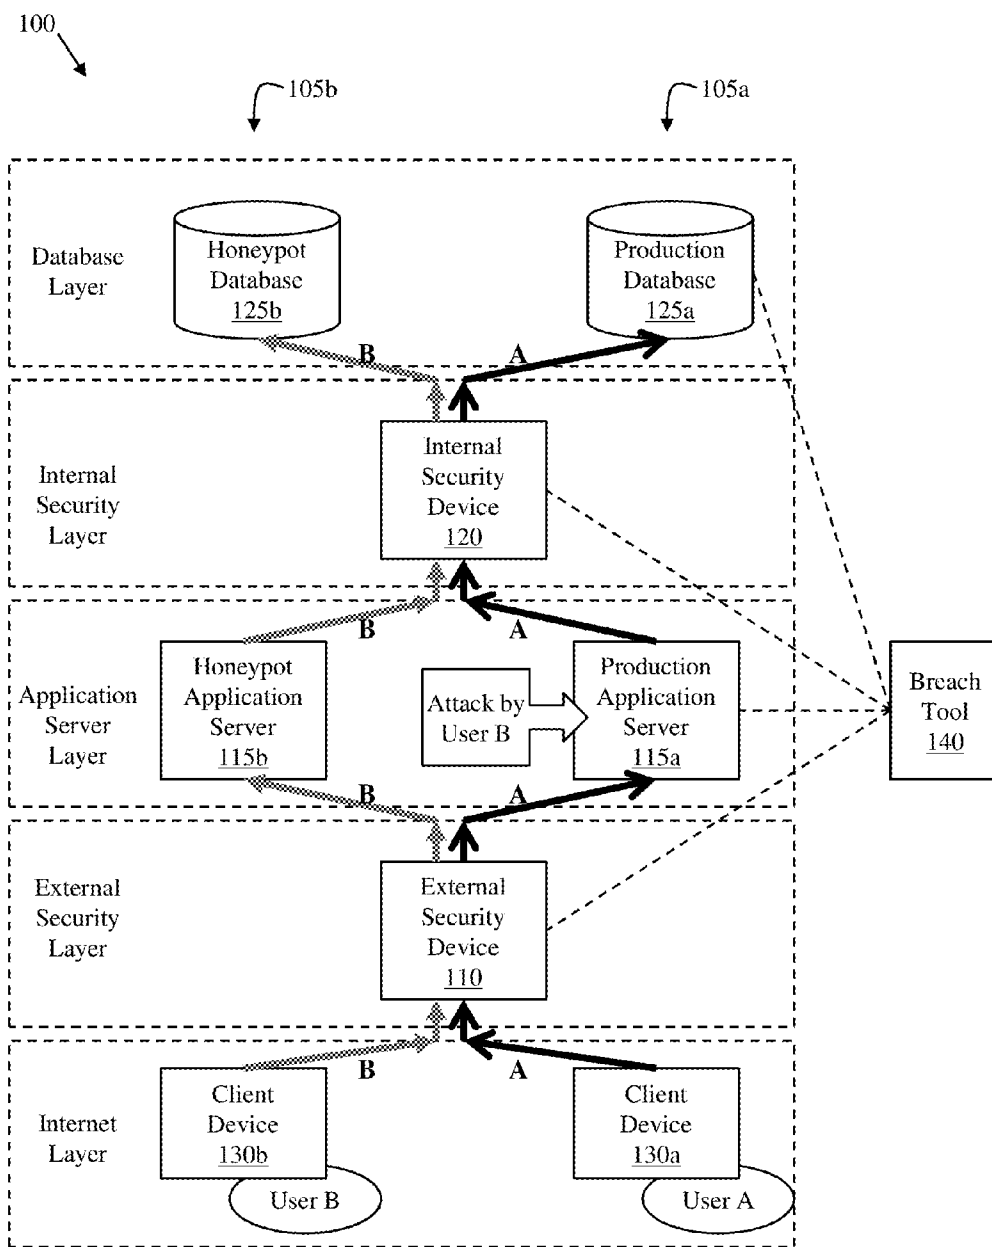 100
105b
105a
Database
Layer
Honeypot
Database
125b
Production
Database
125a
B
A
Internal
Security
Layer
Internal
Security
Device
120
B
A
Application
Server
Layer
Honeypot
Application
Server
115b
Attack by
User B
Production
Application
Server
115a
Breach
Tool
140
B
A
External
Security
Layer
External
Security
Device
110
B
A
Internet
Layer
Client
Device
130b
User B
Client
Device
130a
User A